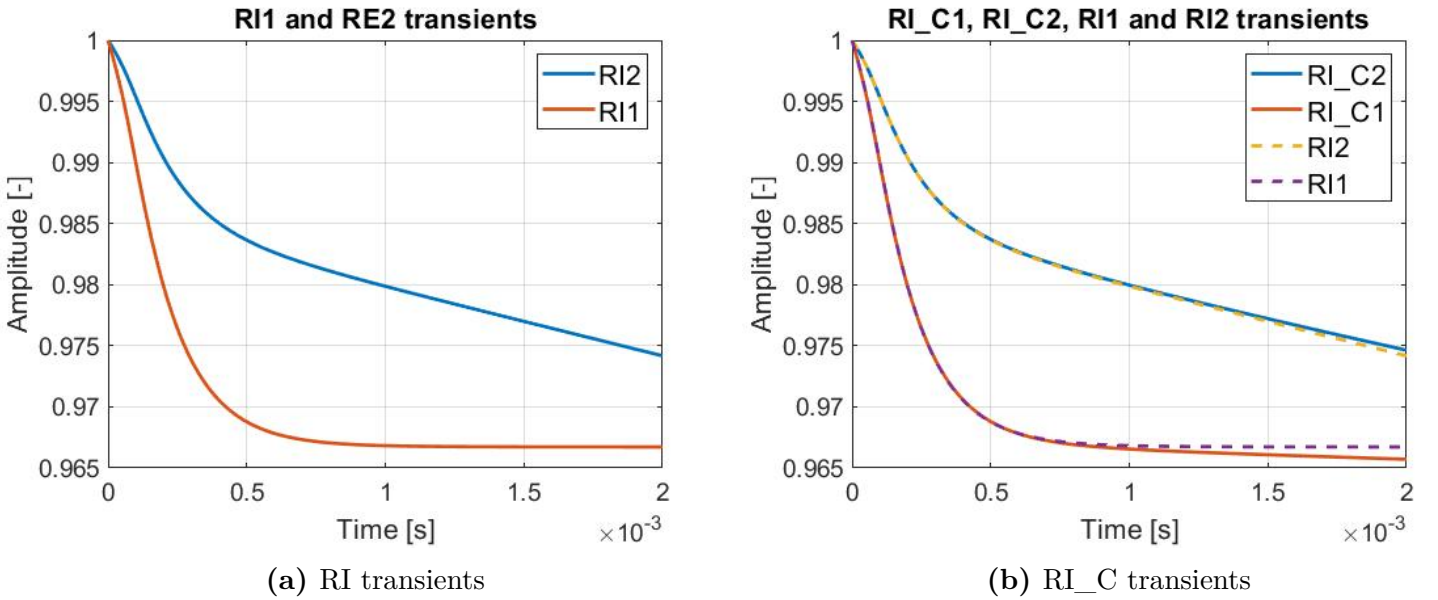 RI1 and RE2 transients
1
0.995
0.99
0.985
0.98
0.975
0.97
0.965
Amplitude [-]
RI2
RI1
0
0.5
1
1.5
2
Time [s]
×10-3
(a) RI transients
RI_C1, RI_C2, RI1 and RI2 transients
1
0.995
0.99
0.985
0.98
0.975
0.97
0.965
Amplitude [-]
RI_C2
RI_C1
RI2
RI1
0
0.5
1
1.5
2
Time [s]
×10-3
(b) RI_C transients